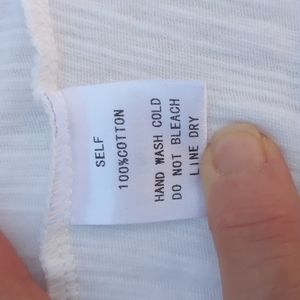 SELF
100%COTTON
HAND WASH COLD
DO NOT BLEACH
LINE DRY